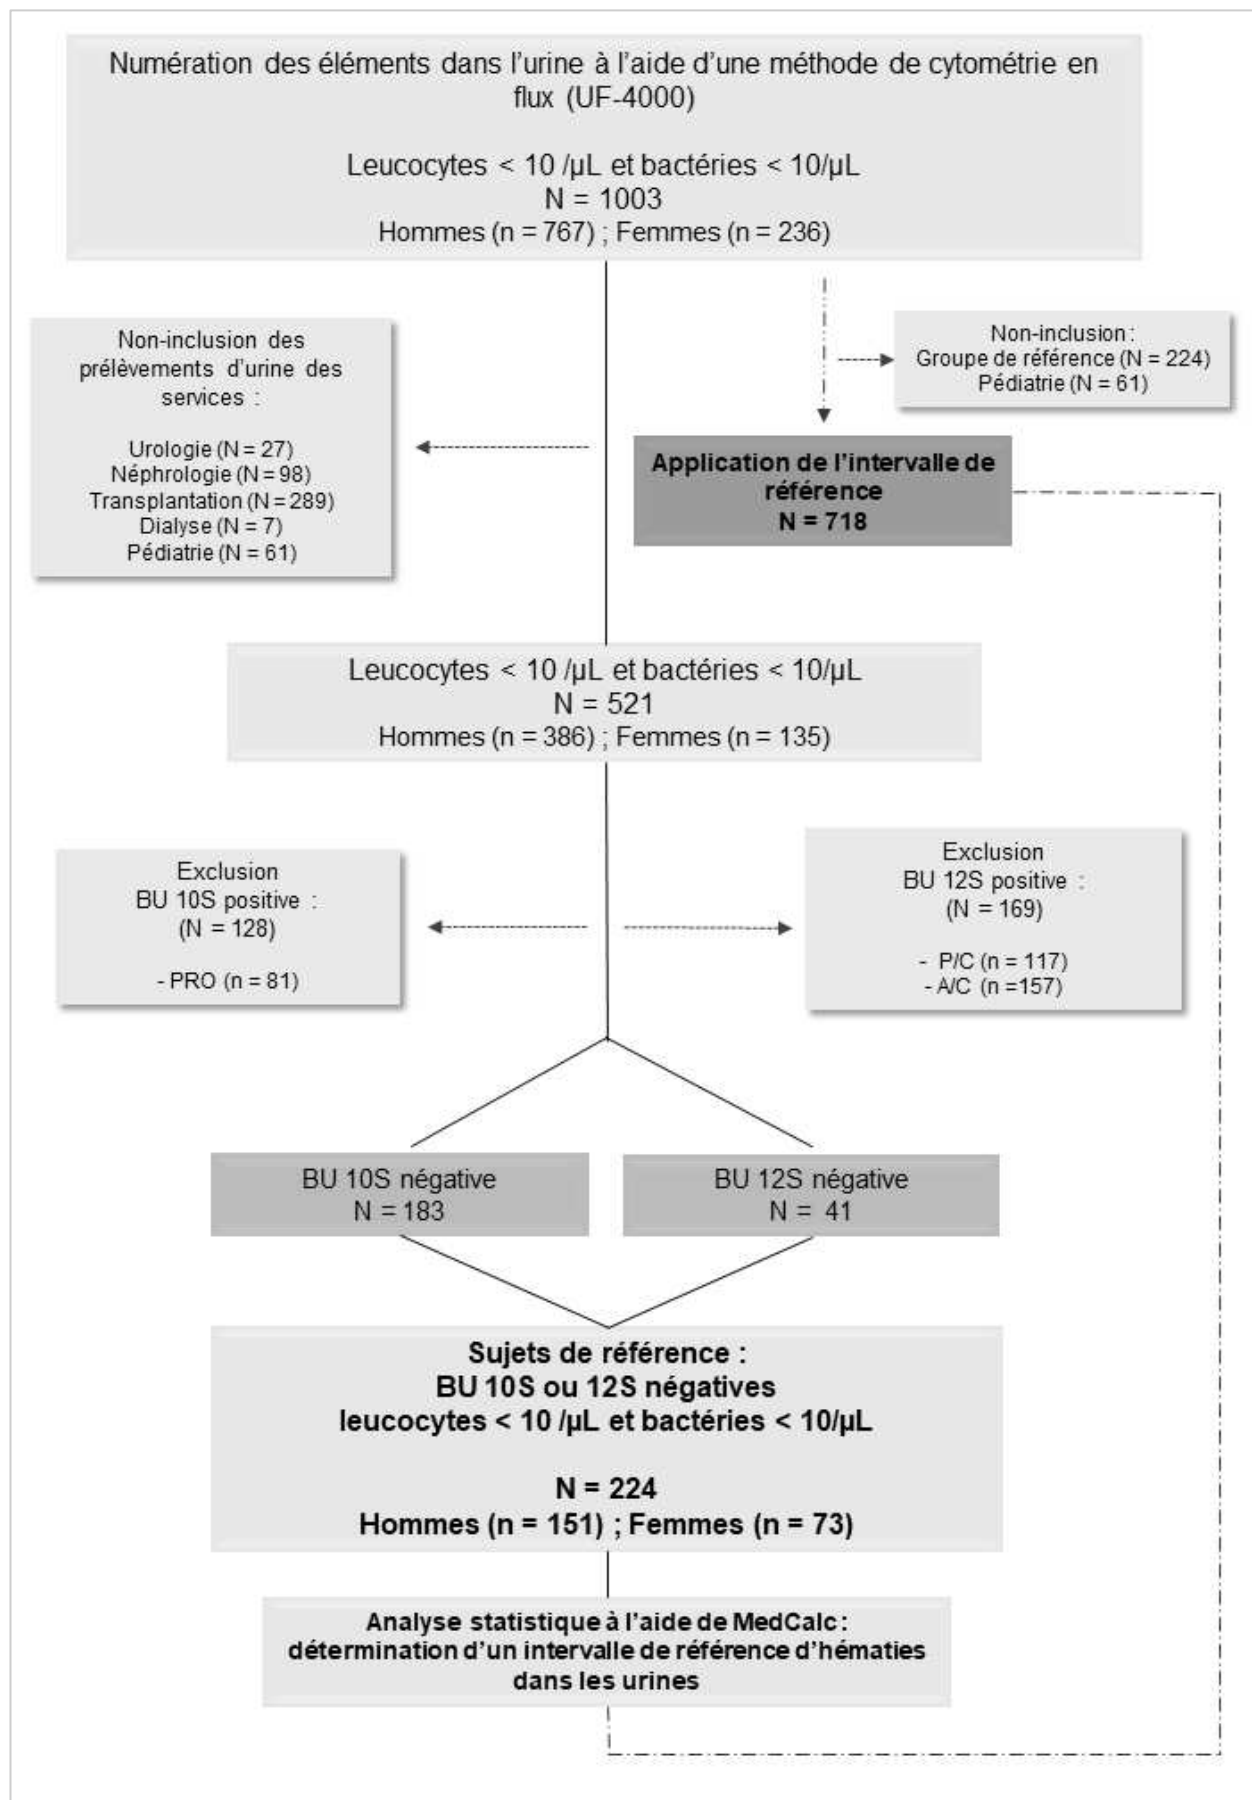 Numération des éléments dans l'urine à l'aide d'une méthode de cytométrie en
flux (UF-4000)
Leucocytes < 10 /µL et bactéries < 10/µL
N = 1003
Hommes (n = 767) ; Femmes (n = 236)
Non-inclusion des
prélèvements d'urine des
services :
Urologie (N = 27)
Néphrologie (N = 98)
Transplantation (N = 289)
Dialyse (N = 7)
Pédiatrie (N = 61)
Non-inclusion :
Groupe de référence (N = 224)
Pédiatrie (N = 61)
Application de l'intervalle de
référence
N = 718
Leucocytes < 10 /µL et bactéries < 10/µL
N = 521
Hommes (n = 386) ; Femmes (n = 135)
Exclusion
BU 10S positive :
(N = 128)
- PRO (n = 81)
Exclusion
BU 12S positive :
(N = 169)
- P/C (n = 117)
- A/C (n =157)
BU 10S négative
N = 183
BU 12S négative
N = 41
Sujets de référence :
BU 10S ou 12S négatives
leucocytes < 10 /µL et bactéries < 10/µL
N = 224
Hommes (n = 151) ; Femmes (n = 73)
Analyse statistique à l'aide de MedCalc :
détermination d'un intervalle de référence d'hématies
dans les urines